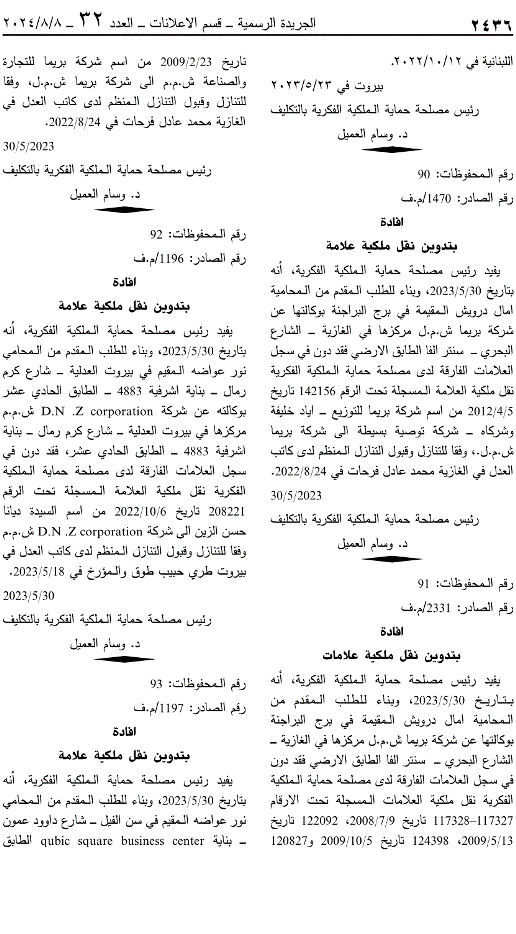 ٢٤٣٦
الجريدة الرسمية ــ قسم الاعلانات ــ العدد ٣٢ ــ ٢٠٢٤/٨/٨
اللبنانية في ٢٠٢٢/١٠/١٢.
بيروت في ٢٠٢٣/٥/٢٣
رئيس مصلحة حماية الملكية الفكرية بالتكليف
د. وسام العميل
رقم المحفوظات: 90
رقم الصادر: 1470/م.ف
افادة
بتدوين نقل ملكية علامة
يفيد رئيس مصلحة حماية الملكية الفكرية، أنه
بتاريخ 2023/5/30، وبناء للطلب المقدم من المحامية
امال درويش المقيمة في برج البراجنة بوكالتها عن
شركة بريما ش.م.ل مركزها في الغازية ــ الشارع
البحري ــ سنتر الفا الطابق الارضي فقد دون في سجل
العلامات الفارقة لدى مصلحة حماية الملكية الفكرية
نقل ملكية العلامة المسجلة تحت الرقم 142156 تاريخ
2012/4/5 من اسم شركة بريما للتوزيع ــ اياد خليفة
وشركاه ــ شركة توصية بسيطة الى شركة بريما
ش.م.ل.، وفقا للتنازل وقبول التنازل المنظم لدى كاتب
العدل في الغازية محمد عادل فرحات في 2022/8/24.
30/5/2023
رئيس مصلحة حماية الملكية الفكرية بالتكليف
د. وسام العميل
رقم المحفوظات: 91
رقم الصادر: 2331/م.ف
افادة
بتدوين نقل ملكية علامات
يفيد رئيس مصلحة حماية الملكية الفكرية، أنه
بتاريخ 2023/5/30، وبناء للطلب المقدم من
المحامية امال درويش المقيمة في برج البراجنة
بوكالتها عن شركة بريما ش.م.ل مركزها في الغازية ــ
الشارع البحري ــ سنتر الفا الطابق الارضي فقد دون
في سجل العلامات الفارقة لدى مصلحة حماية الملكية
الفكرية نقل ملكية العلامات المسجلة تحت الارقام
117327–117328 تاريخ 2008/7/9، 122092 تاريخ
2009/5/13، 124398 تاريخ 2009/10/5 و120827
تاريخ 2009/2/23 من اسم شركة بريما للتجارة
والصناعة ش.م.م الى شركة بريما ش.م.ل، وفقا
للتنازل وقبول التنازل المنظم لدى كاتب العدل في
الغازية محمد عادل فرحات في 2022/8/24.
30/5/2023
رئيس مصلحة حماية الملكية الفكرية بالتكليف
د. وسام العميل
رقم المحفوظات: 92
رقم الصادر: 1196/م.ف
افادة
بتدوين نقل ملكية علامة
يفيد رئيس مصلحة حماية الملكية الفكرية، أنه
بتاريخ 2023/5/30، وبناء للطلب المقدم من المحامي
نور عواضه المقيم في بيروت العدلية ــ شارع كرم
رمال ــ بناية اشرفية 4883 ــ الطابق الحادي عشر
بوكالته عن شركة D.N .Z corporation ش.م.م
مركزها في بيروت العدلية ــ شارع كرم رمال ــ بناية
اشرفية 4883 ــ الطابق الحادي عشر، فقد دون في
سجل العلامات الفارقة لدى مصلحة حماية الملكية
الفكرية نقل ملكية العلامة المسجلة تحت الرقم
208221 تاريخ 2022/10/6 من اسم السيدة ديانا
حسن الزين الى شركة D.N .Z corporation ش.م.م
وفقا للتنازل وقبول التنازل المنظم لدى كاتب العدل في
بيروت طري حبيب طوق والمؤرخ في 2023/5/18.
2023/5/30
رئيس مصلحة حماية الملكية الفكرية بالتكليف
د. وسام العميل
رقم المحفوظات: 93
رقم الصادر: 1197/م.ف
افادة
بتدوين نقل ملكية علامة
يفيد رئيس مصلحة حماية الملكية الفكرية، أنه
بتاريخ 2023/5/30، وبناء للطلب المقدم من المحامي
نور عواضه المقيم في سن الفيل ــ شارع داوود عمون
ــ بناية qubic square business center الطابق